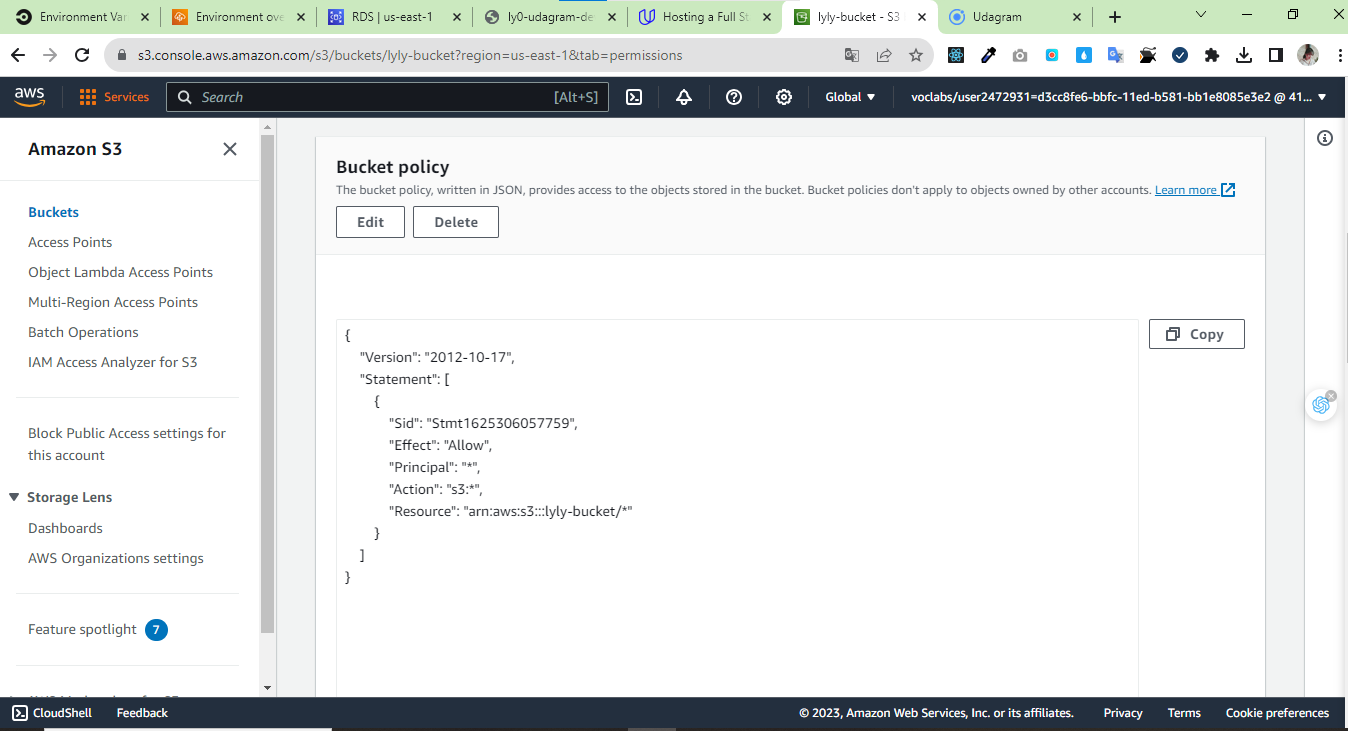 Environment Var
Environment ove
RDS | us-east-1
ly0-udagram-de
Hosting a Full St
lyly-bucket - S3
Udagram
s3.console.aws.amazon.com/s3/buckets/lyly-bucket?region=us-east-1&tab=permissions
aws
Services
Search
[Alt+S]
Global
voclabs/user2472931=d3cc8fe6-bbfc-11ed-b581-bb1e8085e3e2 @ 41...
Amazon S3
Buckets
Access Points
Object Lambda Access Points
Multi-Region Access Points
Batch Operations
IAM Access Analyzer for S3
Block Public Access settings for
this account
Storage Lens
Dashboards
AWS Organizations settings
Feature spotlight 7
Bucket policy
The bucket policy, written in JSON, provides access to the objects stored in the bucket. Bucket policies don't apply to objects owned by other accounts. Learn more
Edit
Delete
Copy
{
"Version": "2012-10-17",
"Statement": [
{
"Sid": "Stmt1625306057759",
"Effect": "Allow",
"Principal": "*",
"Action": "s3:*",
"Resource": "arn:aws:s3:::lyly-bucket/*"
}
]
}
CloudShell
Feedback
© 2023, Amazon Web Services, Inc. or its affiliates.
Privacy
Terms
Cookie preferences